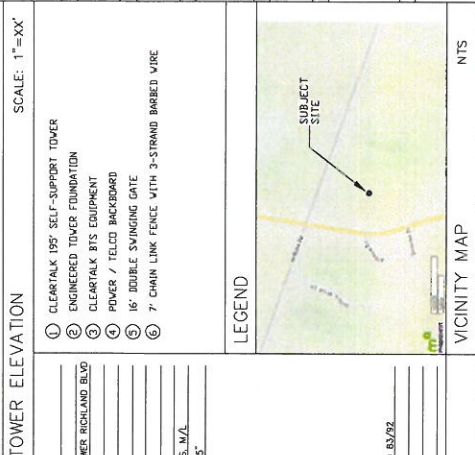 TOWER ELEVATION
SCALE: 1"=XX'
1 CLEARTALK 195' SELF-SUPPORT TOWER
2 ENGINEERED TOWER FOUNDATION
3 CLEARTALK BTS EQUIPMENT
4 POWER / TELCO BACKBOARD
5 16' DOUBLE SWINGING GATE
6 7' CHAIN LINK FENCE WITH 3-STRAND BARBED WIRE
RICHLAND BLVD
M/L
5"
83/92
LEGEND
SUBJECT
SITE
VICINITY MAP
NTS